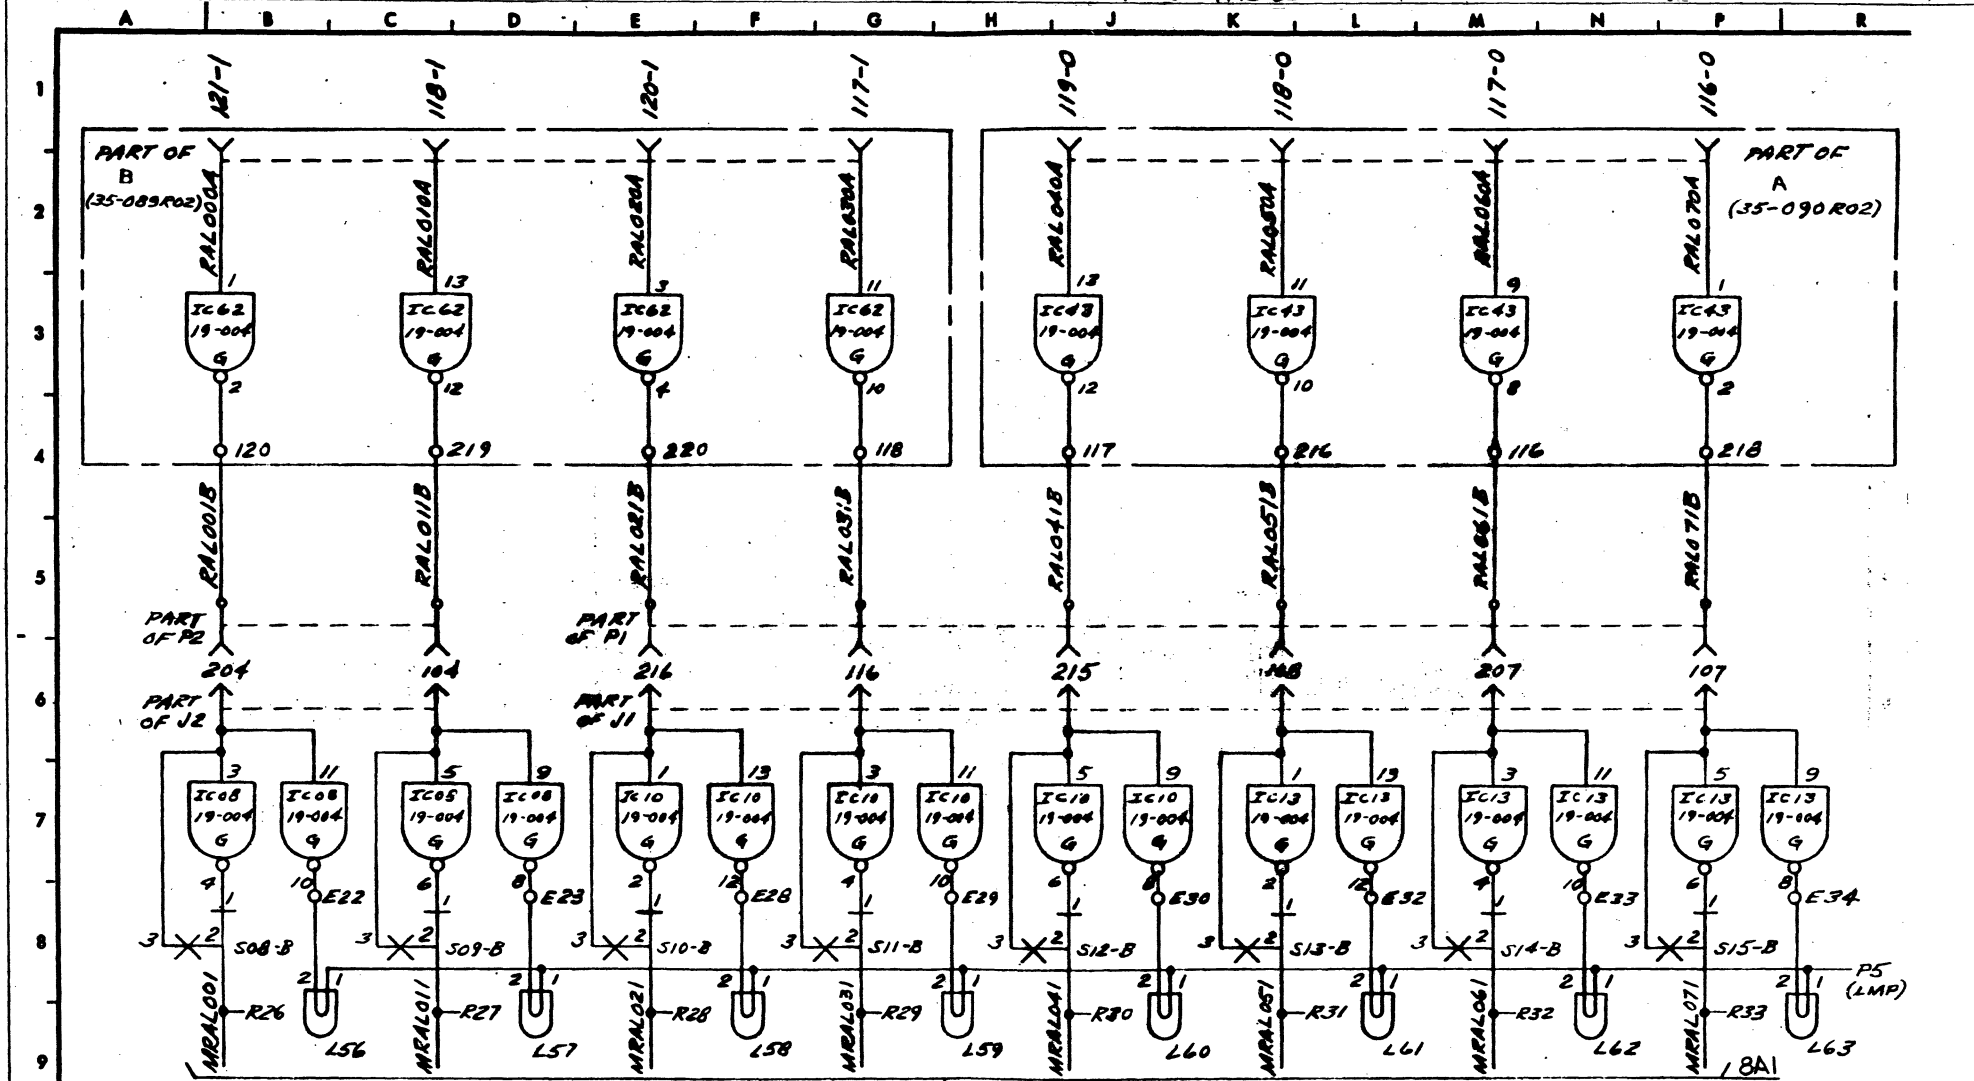 A B C D E F G H J K L M N P R
1 121-1 118-1 120-1 117-1 119-0 118-0 117-0 116-0
PART OF
B
(35-089R02)
PART OF
A
(35-090R02)
2 RAL000A RAL010A RAL020A RAL030A RAL040A RAL050A RAL060A RAL070A
1 13 3 11 13 11 9 1
IC62 IC62 IC62 IC62 IC43 IC43 IC43 IC43
3 19-004 19-004 19-004 19-004 19-004 19-004 19-004 19-004
G G G G G G G G
2 12 4 10 12 10 8 2
4 120 219 220 118 117 216 116 218
5 RAL001B RAL011B RAL021B RAL031B RAL041B RAL051B RAL061B RAL071B
PART
OF P2
PART
OF P1
204 104 216 116 215 108 207 107
6
PART
OF J2
PART
OF J1
3 11 5 9 1 13 3 11 5 9 1 13 3 11 5 9
IC08 IC08 IC08 IC08 IC10 IC10 IC10 IC10 IC10 IC10 IC13 IC13 IC13 IC13 IC13 IC13
7 19-004 19-004 19-004 19-004 19-004 19-004 19-004 19-004 19-004 19-004 19-004 19-004 19-004 19-004 19-004 19-004
G G G G G G G G G G G G G G G G
4 10 6 8 2 12 4 10 6 8 2 12 4 10 6 8
1 E22 1 E23 1 E28 1 E29 1 E30 1 E32 1 E33 1 E34
8 3 2 S08-B 3 2 S09-B 3 2 S10-B 3 2 S11-B 3 2 S12-B 3 2 S13-B 3 2 S14-B 3 2 S15-B
2 1 2 1 2 1 2 1 2 1 2 1 2 1 2 1
P5
(LMP)
MRAL001 R26 MRAL011 R27 MRAL021 R28 MRAL031 R29 MRAL041 R30 MRAL051 R31 MRAL061 R32 MRAL071 R33
9 L56 L57 L58 L59 L60 L61 L62 L63
8A1